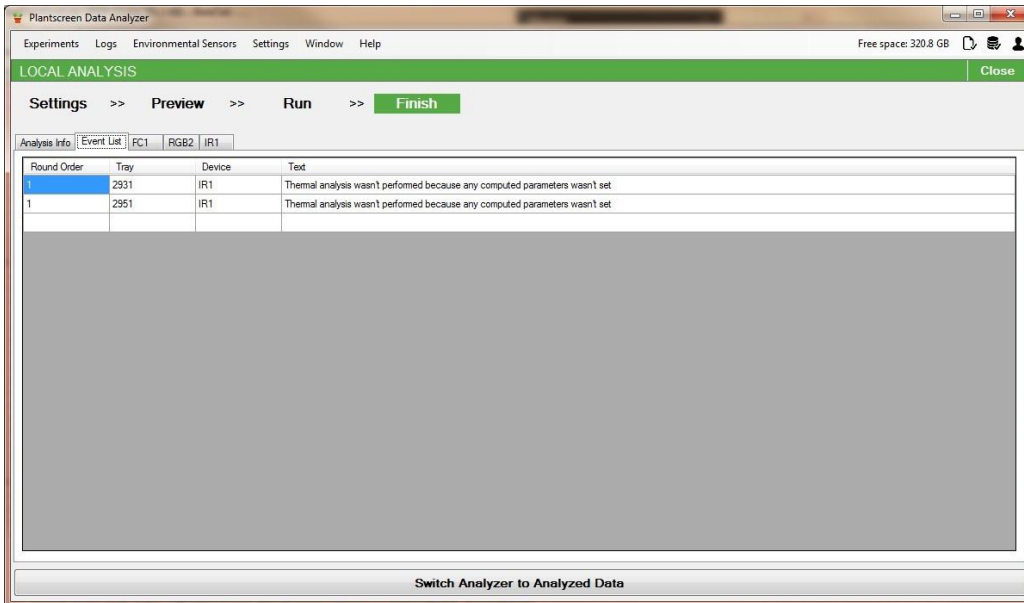 Plantscreen Data Analyzer
Experiments Logs Environmental Sensors Settings Window Help Free space: 320.8 GB
LOCAL ANALYSIS Close
Settings >> Preview >> Run >> Finish
Analysis Info Event List FC1 RGB2 IR1
Round Order Tray Device Text
1 2931 IR1 Thermal analysis wasn't performed because any computed parameters wasn't set
1 2951 IR1 Thermal analysis wasn't performed because any computed parameters wasn't set
Switch Analyzer to Analyzed Data